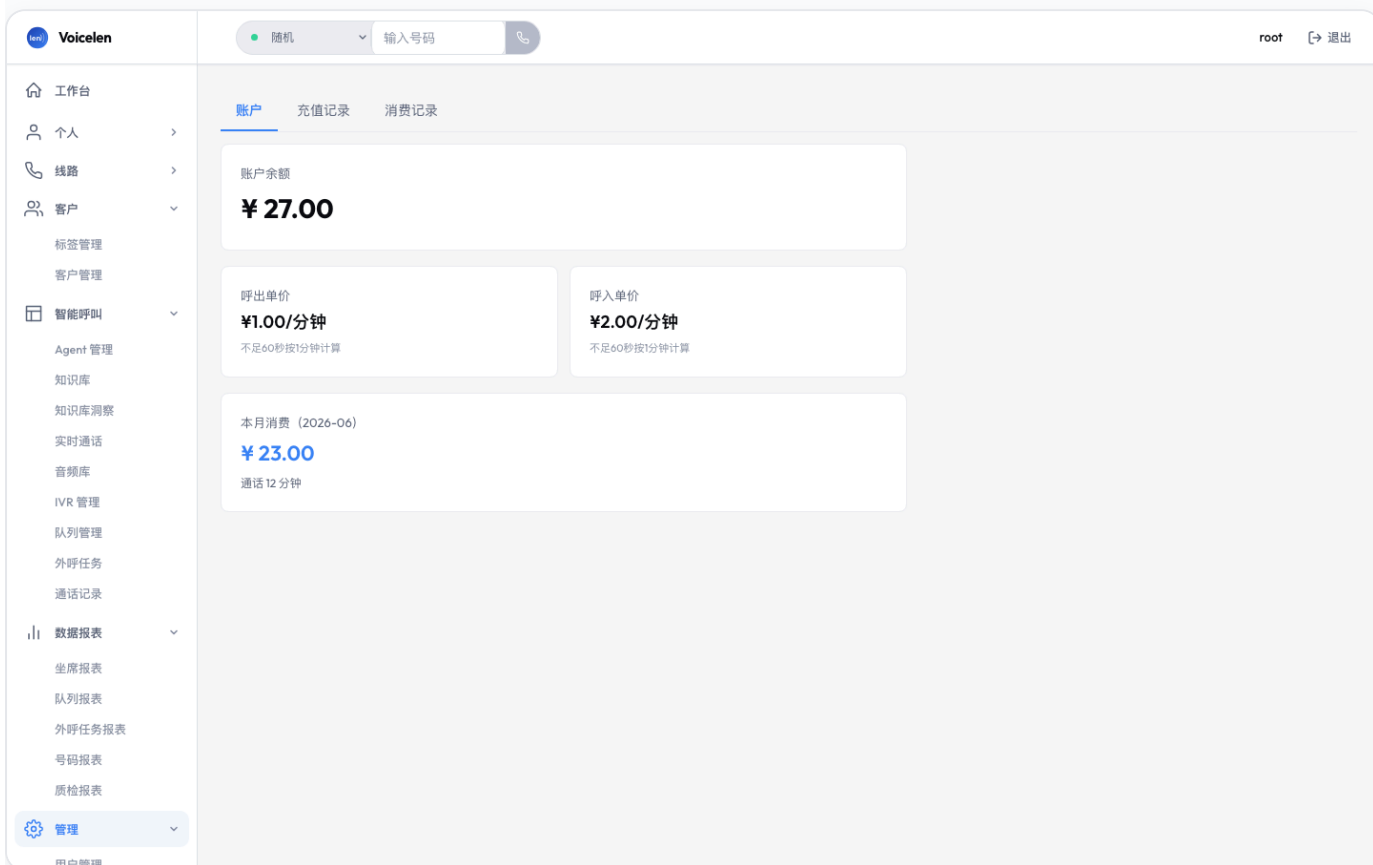 len)
Voicelen
随机
输入号码
root
退出
工作台
个人
线路
客户
标签管理
客户管理
智能呼叫
Agent 管理
知识库
知识库洞察
实时通话
音频库
IVR 管理
队列管理
外呼任务
通话记录
数据报表
坐席报表
队列报表
外呼任务报表
号码报表
质检报表
管理
用户管理
账户 充值记录 消费记录
账户余额
¥ 27.00
呼出单价
¥1.00/分钟
不足60秒按1分钟计算
呼入单价
¥2.00/分钟
不足60秒按1分钟计算
本月消费（2026-06）
¥ 23.00
通话 12 分钟